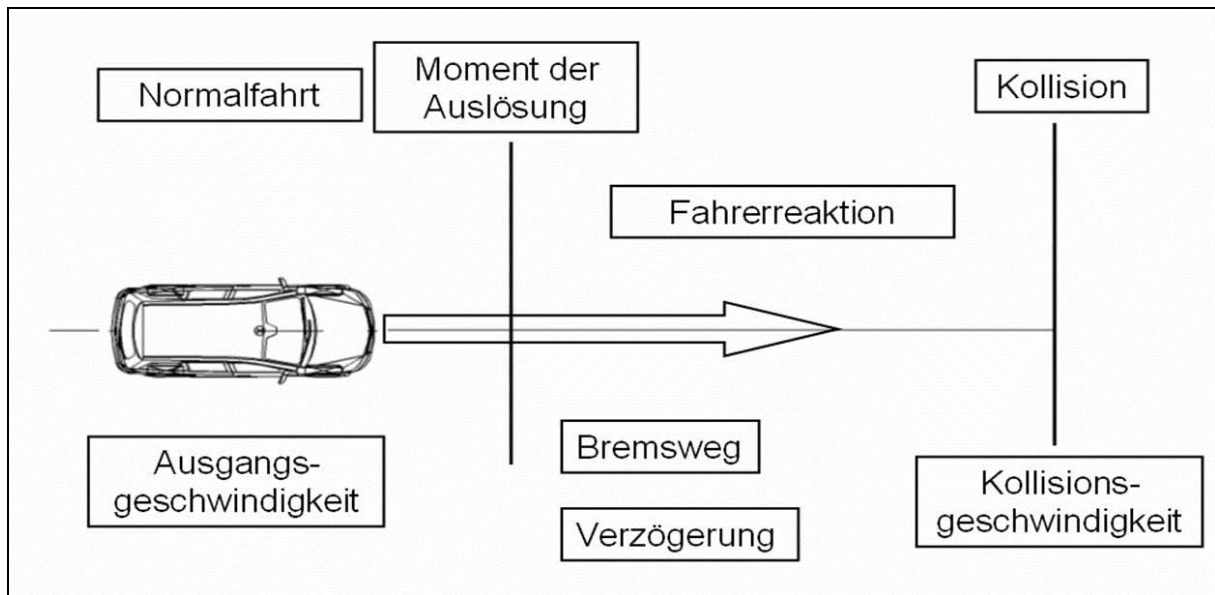 Normalfahrt
Moment der
Auslösung
Kollision
Fahrerreaktion
Ausgangs-
geschwindigkeit
Bremsweg
Verzögerung
Kollisions-
geschwindigkeit